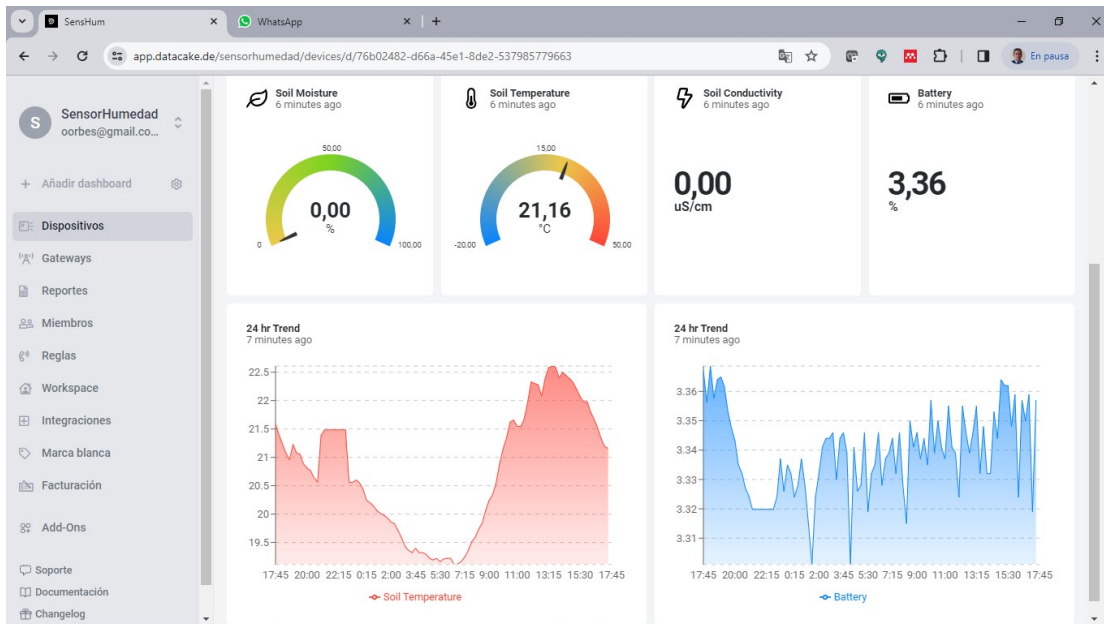 SensHum
WhatsApp
app.datacake.de/sensorhumedad/devices/d/76b02482-d66a-45e1-8de2-537985779663
En pausa
S
SensorHumedad
oorbes@gmail.co...
Añadir dashboard
Dispositivos
Gateways
Reportes
Miembros
Reglas
Workspace
Integraciones
Marca blanca
Facturación
Add-Ons
Soporte
Documentación
Changelog
Soil Moisture
6 minutes ago
50,00
0,00
%
0
100,00
Soil Temperature
6 minutes ago
15,00
21,16
°C
-20,00
50,00
Soil Conductivity
6 minutes ago
0,00
uS/cm
Battery
6 minutes ago
3,36
%
24 hr Trend
7 minutes ago
22.5
22
21.5
21
20.5
20
19.5
17:45 20:00 22:15 0:15 2:00 3:45 5:30 7:15 9:00 11:00 13:15 15:30 17:45
Soil Temperature
24 hr Trend
7 minutes ago
3.36
3.35
3.34
3.33
3.32
3.31
17:45 20:00 22:15 0:15 2:00 3:45 5:30 7:15 9:00 11:00 13:15 15:30 17:45
Battery